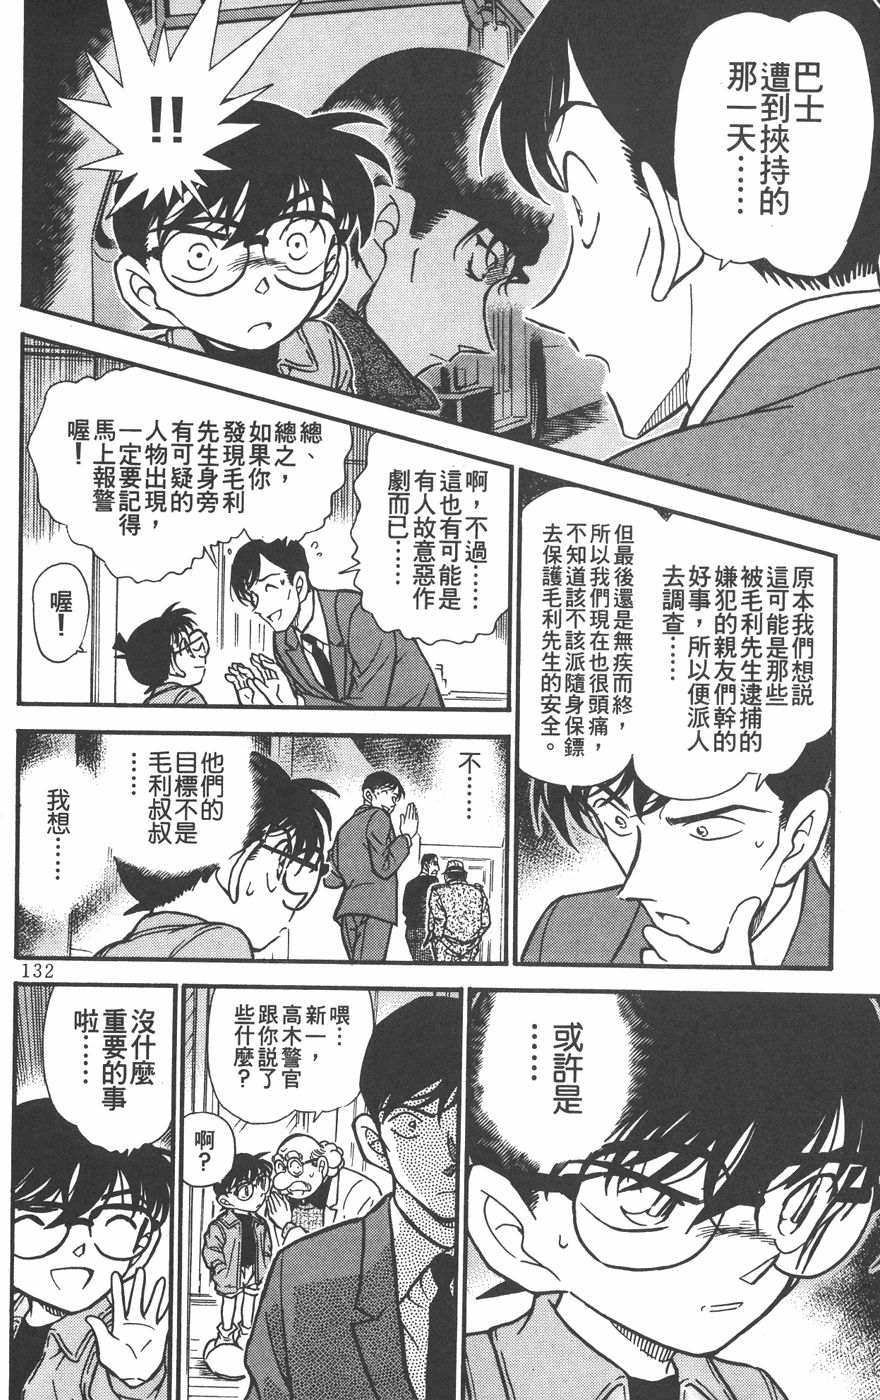 巴士
遭到挾持的
那一天……
!!
原本我們想說
這可能是那些
被毛利先生逮捕的
嫌犯的親友們幹的
好事，所以便派人
去調查……
但最後還是無疾而終，
所以我們現在也很頭痛，
不知道該不該派隨身保鏢
去保護毛利先生的安全。
啊，不過……
這也有可能是
有人故意惡作
劇而已……
總、
總之，
如果你
發現毛利
先生身旁
有可疑的
人物出現，
一定要記得
馬上報警
喔！
喔！
不……
他們的
目標不是
毛利叔叔
……
我想……
132
或許是
……
喂…
新一，
高木警官
跟你說了
些什麼？
啊？
沒什麼
重要的事
啦……